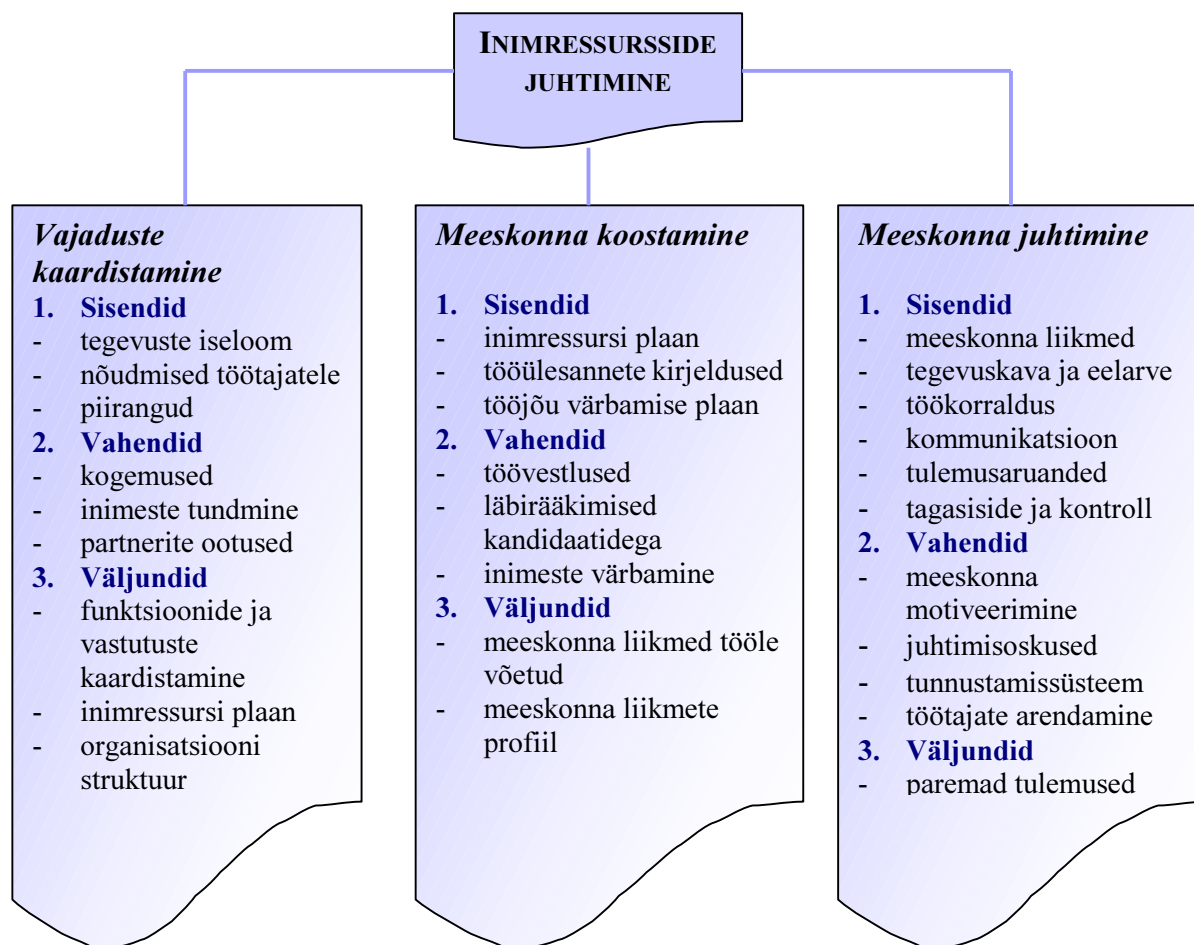 INIMRESSURSSIDE
JUHTIMINE
Vajaduste
kaardistamine
1. Sisendid
- tegevuste iseloom
- nõudmised töötajatele
- piirangud
2. Vahendid
- kogemused
- inimeste tundmine
- partnerite ootused
3. Väljundid
- funktsioonide ja
vastutuste
kaardistamine
- inimressursi plaan
- organisatsiooni
struktuur
Meeskonna koostamine
1. Sisendid
- inimressursi plaan
- tööülesannete kirjeldused
- tööjõu värbamise plaan
2. Vahendid
- töövestlused
- läbirääkimised
kandidaatidega
- inimeste värbamine
3. Väljundid
- meeskonna liikmed tööle
võetud
- meeskonna liikmete
profiil
Meeskonna juhtimine
1. Sisendid
- meeskonna liikmed
- tegevuskava ja eelarve
- töökorraldus
- kommunikatsioon
- tulemusaruanded
- tagasiside ja kontroll
2. Vahendid
- meeskonna
motiveerimine
- juhtimisoskused
- tunnustamissüsteem
- töötajate arendamine
3. Väljundid
- paremad tulemused